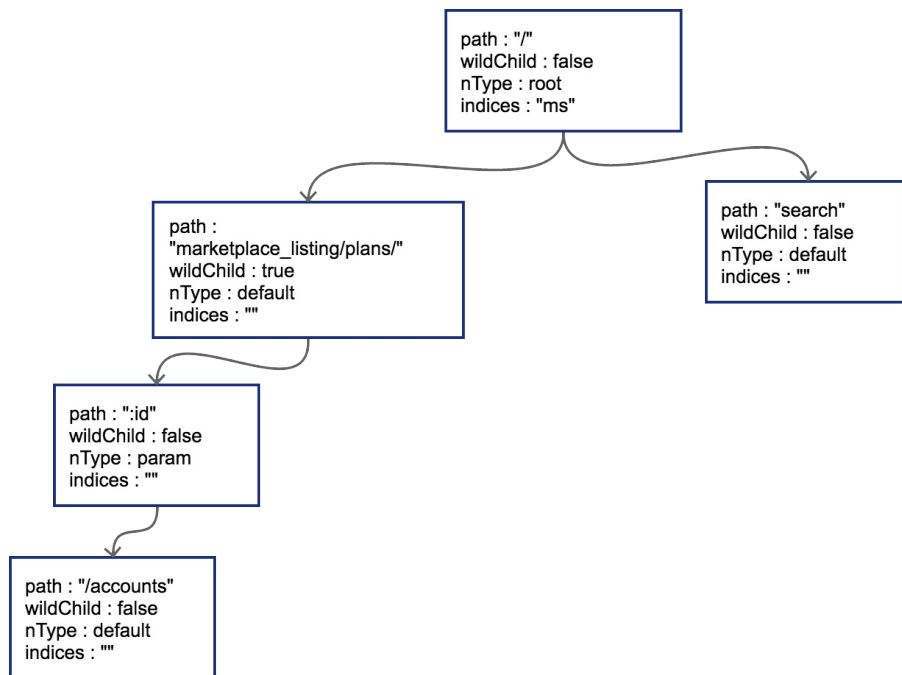 path : "/"
wildChild : false
nType : root
indices : "ms"
path :
"marketplace_listing/plans/"
wildChild : true
nType : default
indices : ""
path : "search"
wildChild : false
nType : default
indices : ""
path : ":id"
wildChild : false
nType : param
indices : ""
path : "/accounts"
wildChild : false
nType : default
indices : ""